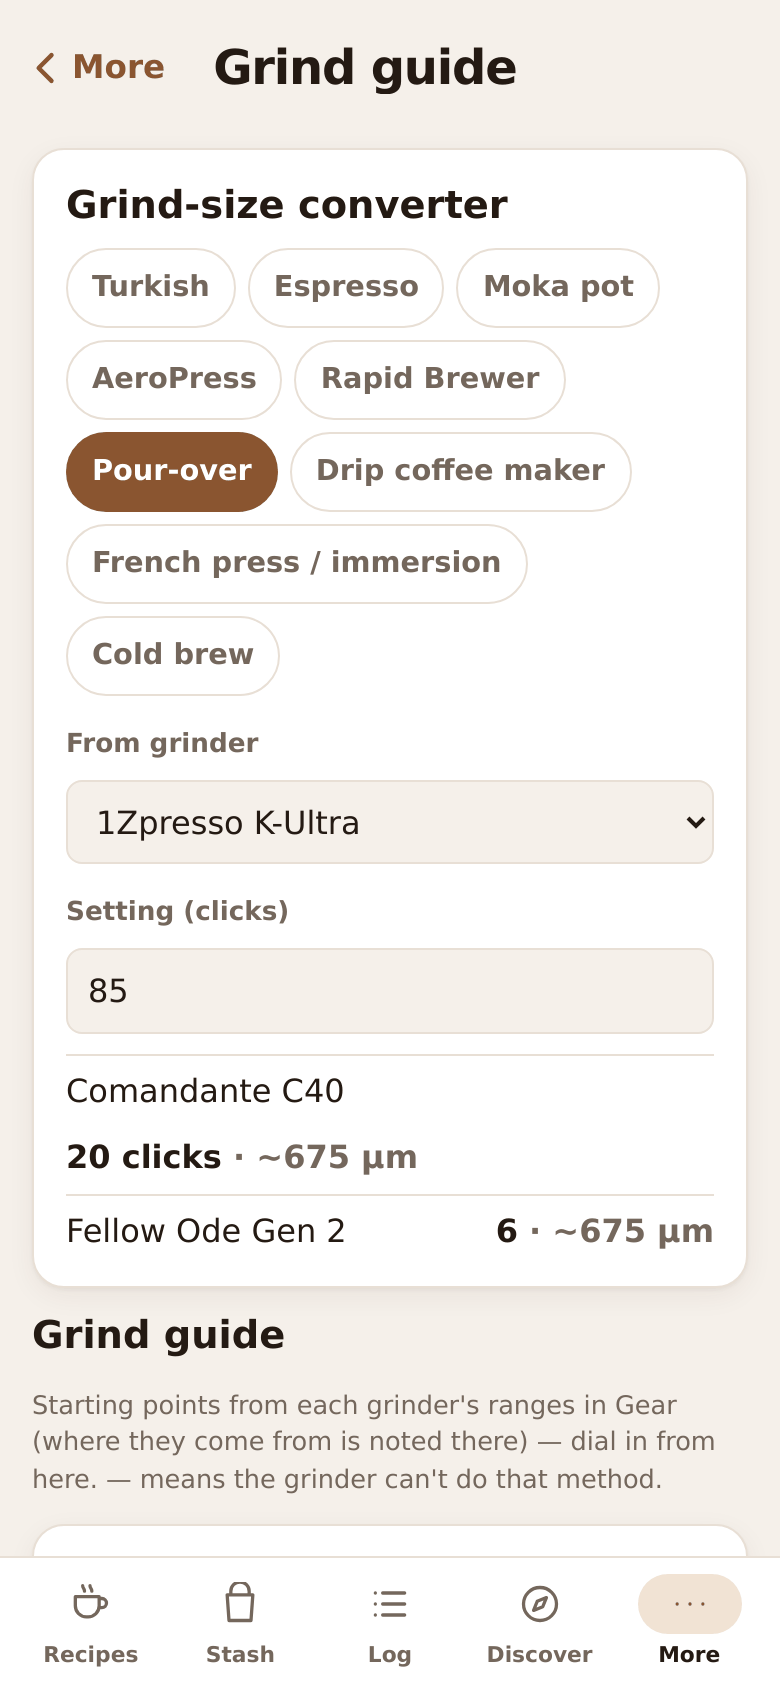 More
Grind guide
Grind-size converter
Turkish
Espresso
Moka pot
AeroPress
Rapid Brewer
Pour-over
Drip coffee maker
French press / immersion
Cold brew
From grinder
1Zpresso K-Ultra
Setting (clicks)
85
Comandante C40
20 clicks · ~675 µm
Fellow Ode Gen 2
6 · ~675 µm
Grind guide
Starting points from each grinder's ranges in Gear
(where they come from is noted there) — dial in from
here. — means the grinder can't do that method.
Recipes
Stash
Log
Discover
More